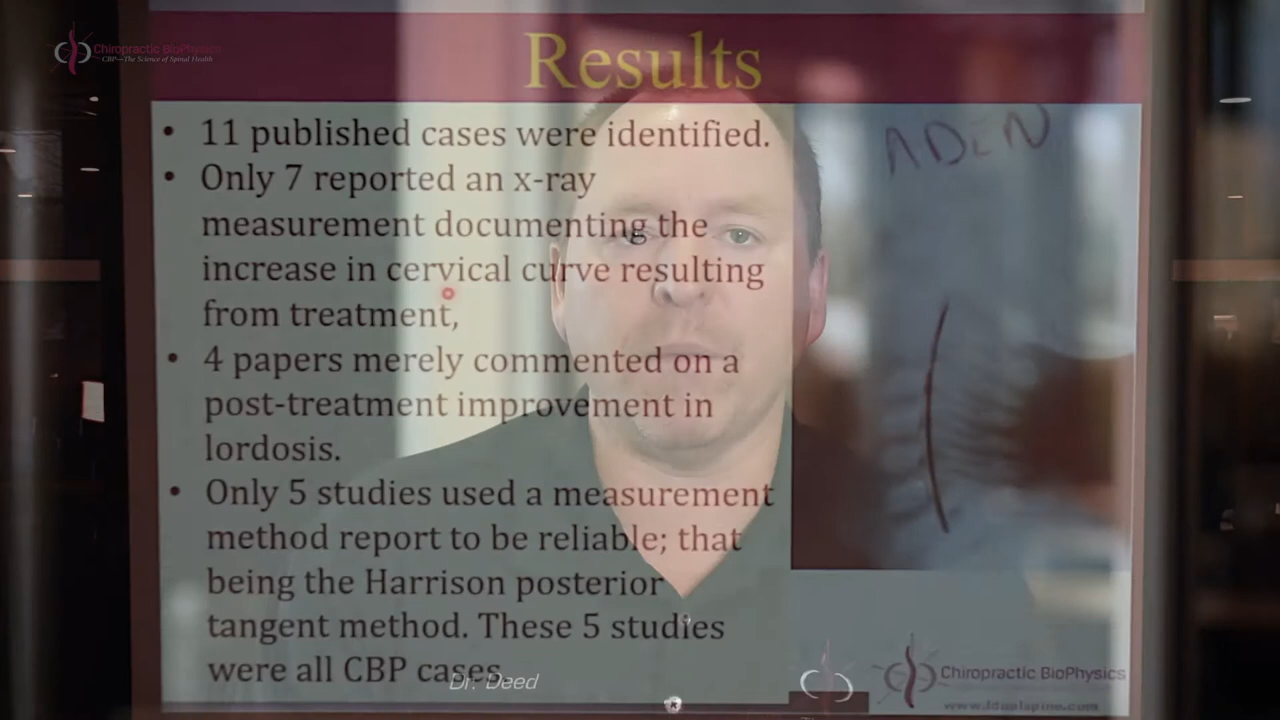 Chiropractic BioPhysics
CBP—The Science of Spinal Health
Results
• 11 published cases were identified.
• Only 7 reported an x-ray
measurement documenting the
increase in cervical curve resulting
from treatment,
• 4 papers merely commented on a
post-treatment improvement in
lordosis.
• Only 5 studies used a measurement
method report to be reliable; that
being the Harrison posterior
tangent method. These 5 studies
were all CBP cases.
Dr. Deed
Chiropractic BioPhysics